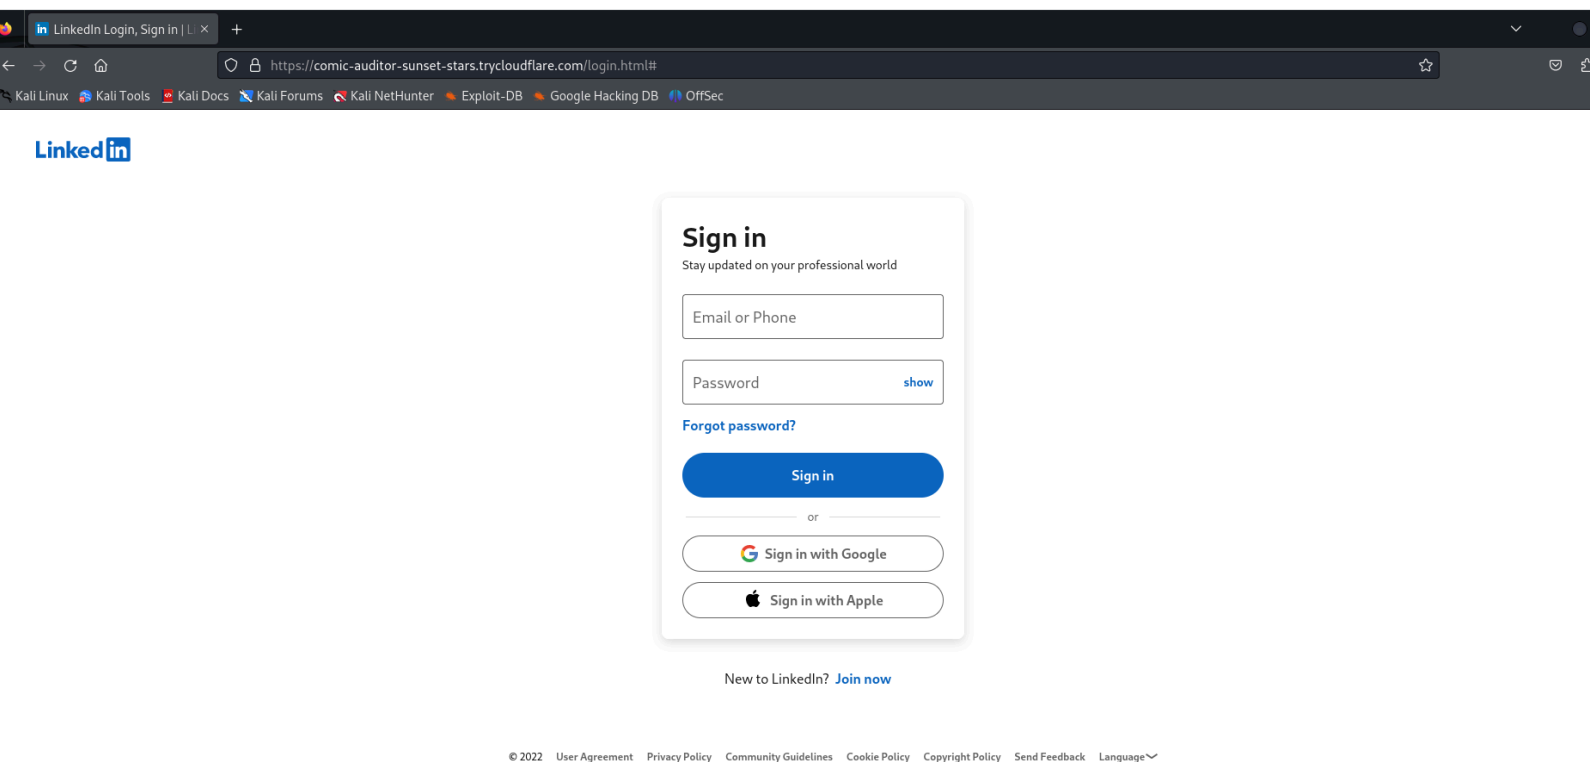 LinkedIn Login, Sign in | L
https://comic-auditor-sunset-stars.trycloudflare.com/login.html#
Kali Linux Kali Tools Kali Docs Kali Forums Kali NetHunter Exploit-DB Google Hacking DB OffSec
Linked in
Sign in
Stay updated on your professional world
Email or Phone
Password show
Forgot password?
Sign in
or
Sign in with Google
Sign in with Apple
New to LinkedIn? Join now
© 2022 User Agreement Privacy Policy Community Guidelines Cookie Policy Copyright Policy Send Feedback Language